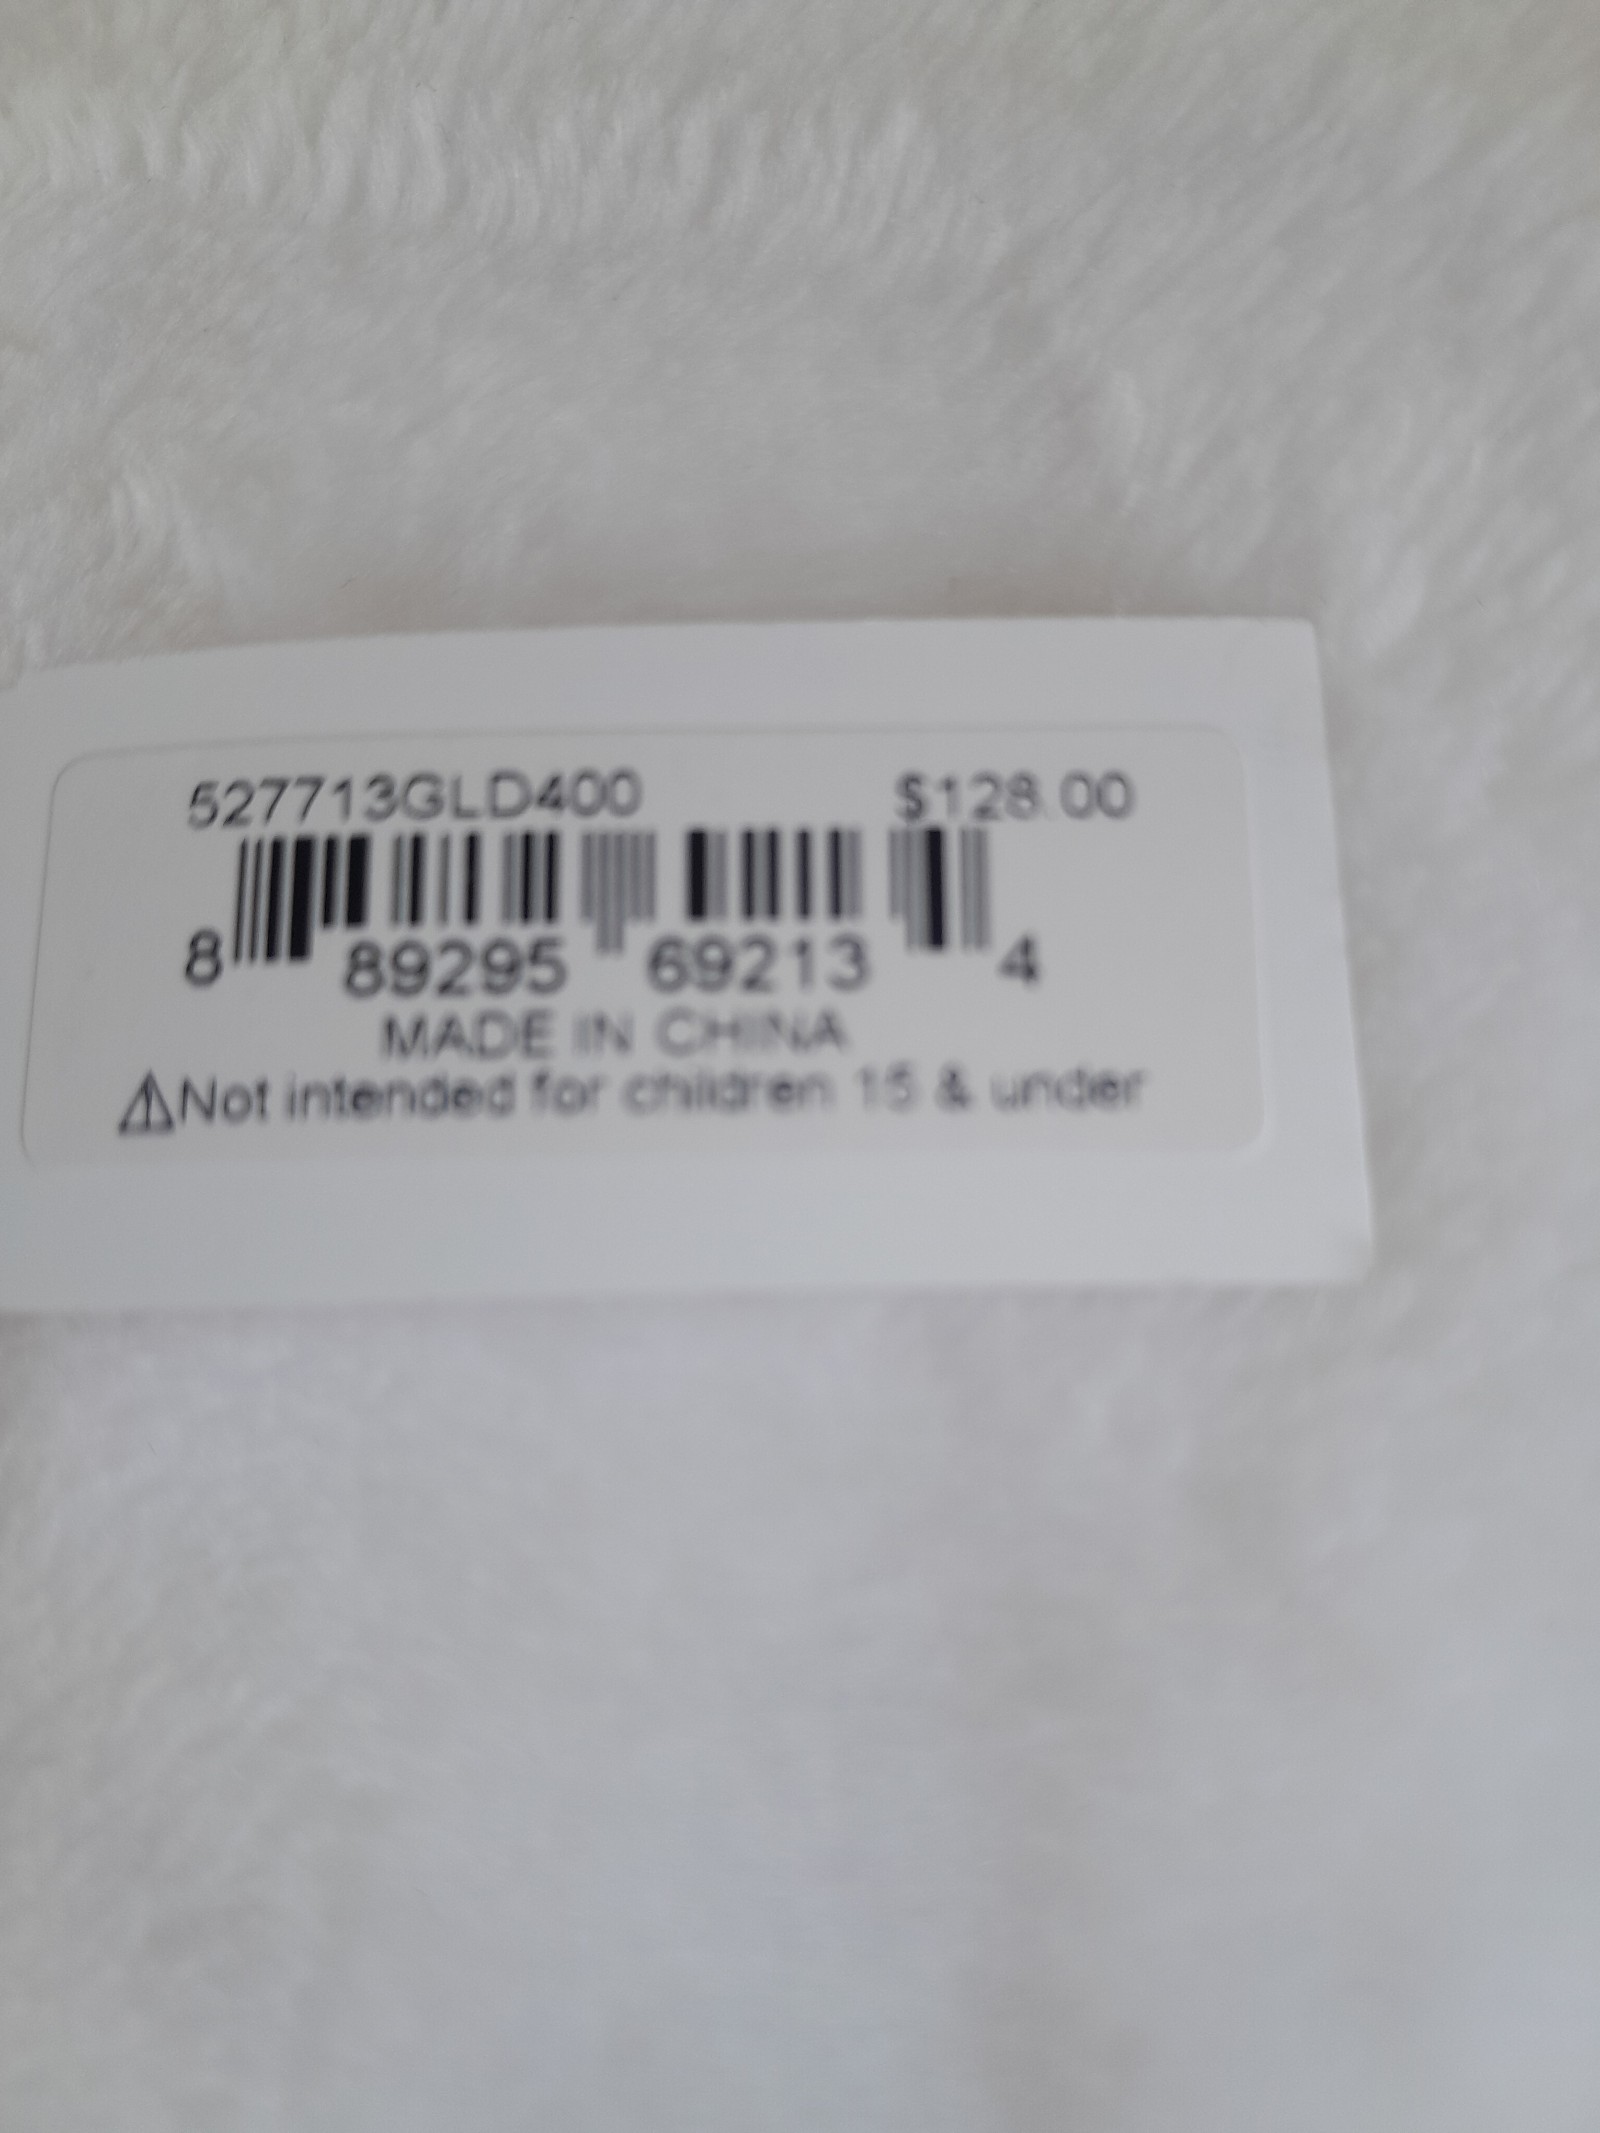 527713GLD400 $128.00
8 89295 69213 4
MADE IN CHINA
⚠Not intended for children 15 & under